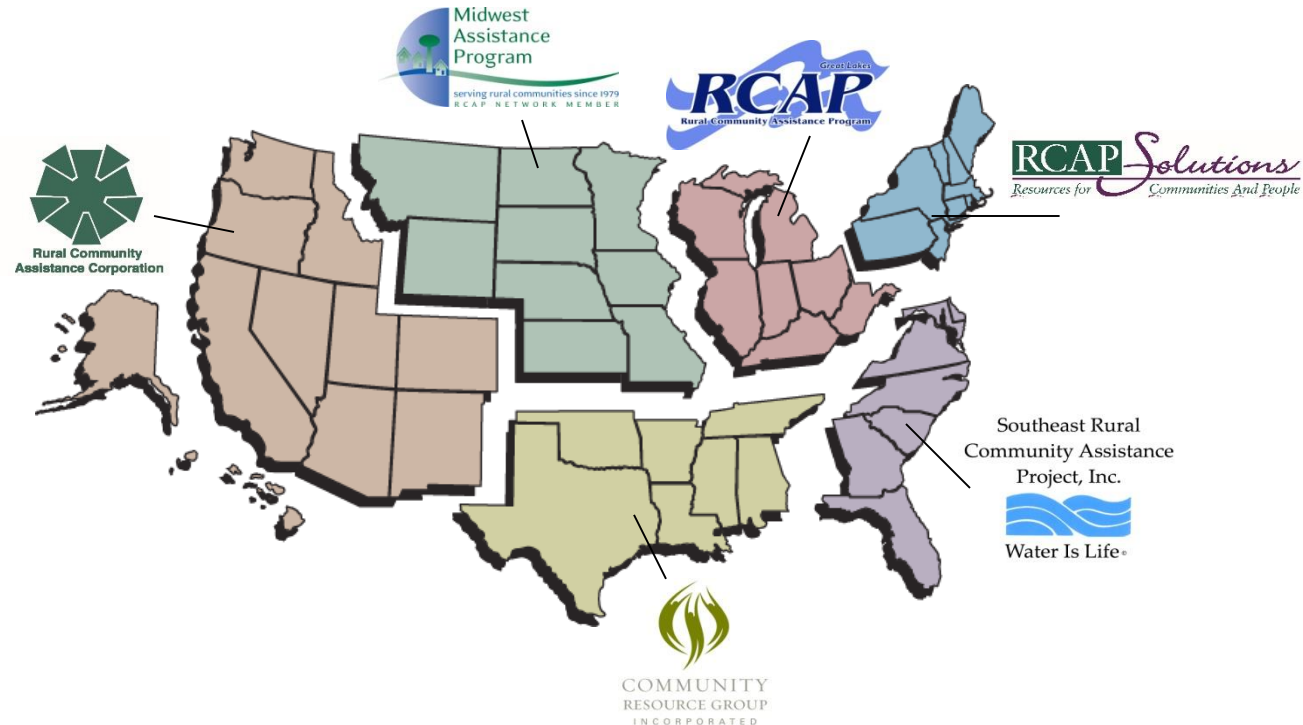 Midwest
Assistance
Program
serving rural communities since 1979
RCAP NETWORK MEMBER
Great Lakes
RCAP
Rural Community Assistance Program
RCAP Solutions
Resources for Communities And People
Rural Community
Assistance Corporation
Southeast Rural
Community Assistance
Project, Inc.
Water Is Life©
COMMUNITY
RESOURCE GROUP
INCORPORATED